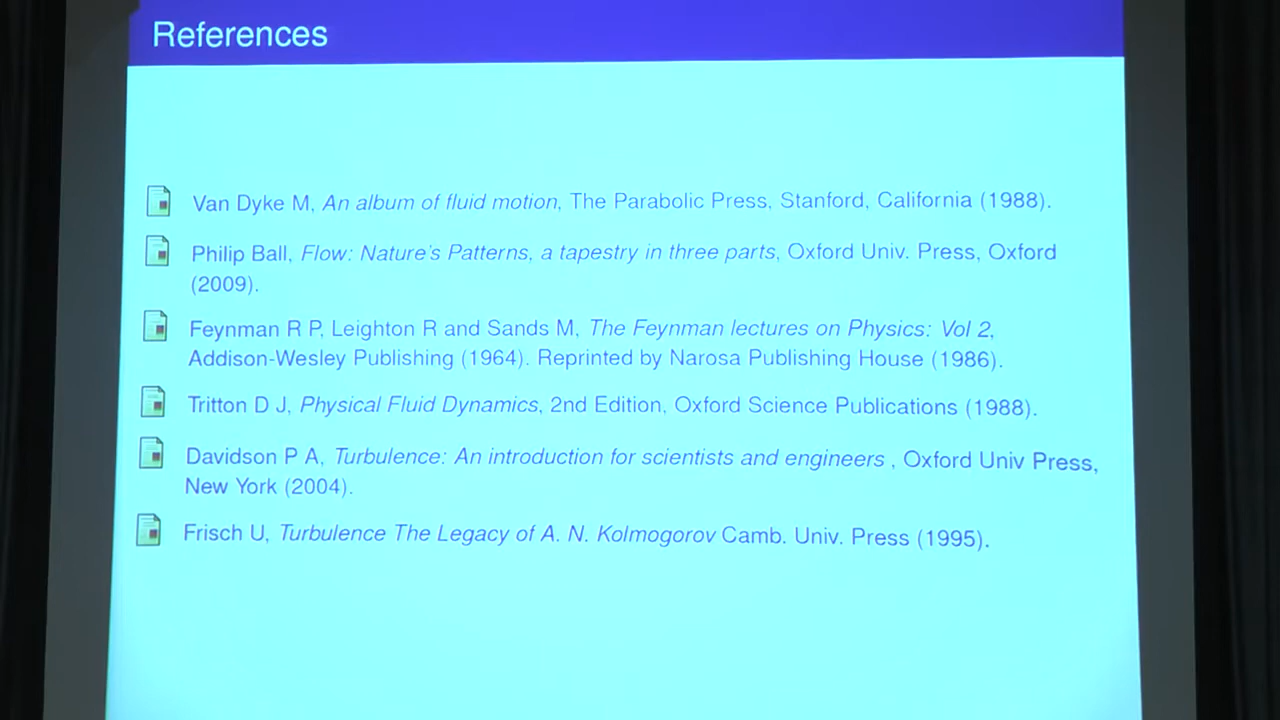 References
Van Dyke M, An album of fluid motion, The Parabolic Press, Stanford, California (1988).
Philip Ball, Flow: Nature's Patterns, a tapestry in three parts, Oxford Univ. Press, Oxford
(2009).
Feynman R P, Leighton R and Sands M, The Feynman lectures on Physics: Vol 2,
Addison-Wesley Publishing (1964). Reprinted by Narosa Publishing House (1986).
Tritton D J, Physical Fluid Dynamics, 2nd Edition, Oxford Science Publications (1988).
Davidson P A, Turbulence: An introduction for scientists and engineers , Oxford Univ Press,
New York (2004).
Frisch U, Turbulence The Legacy of A. N. Kolmogorov Camb. Univ. Press (1995).